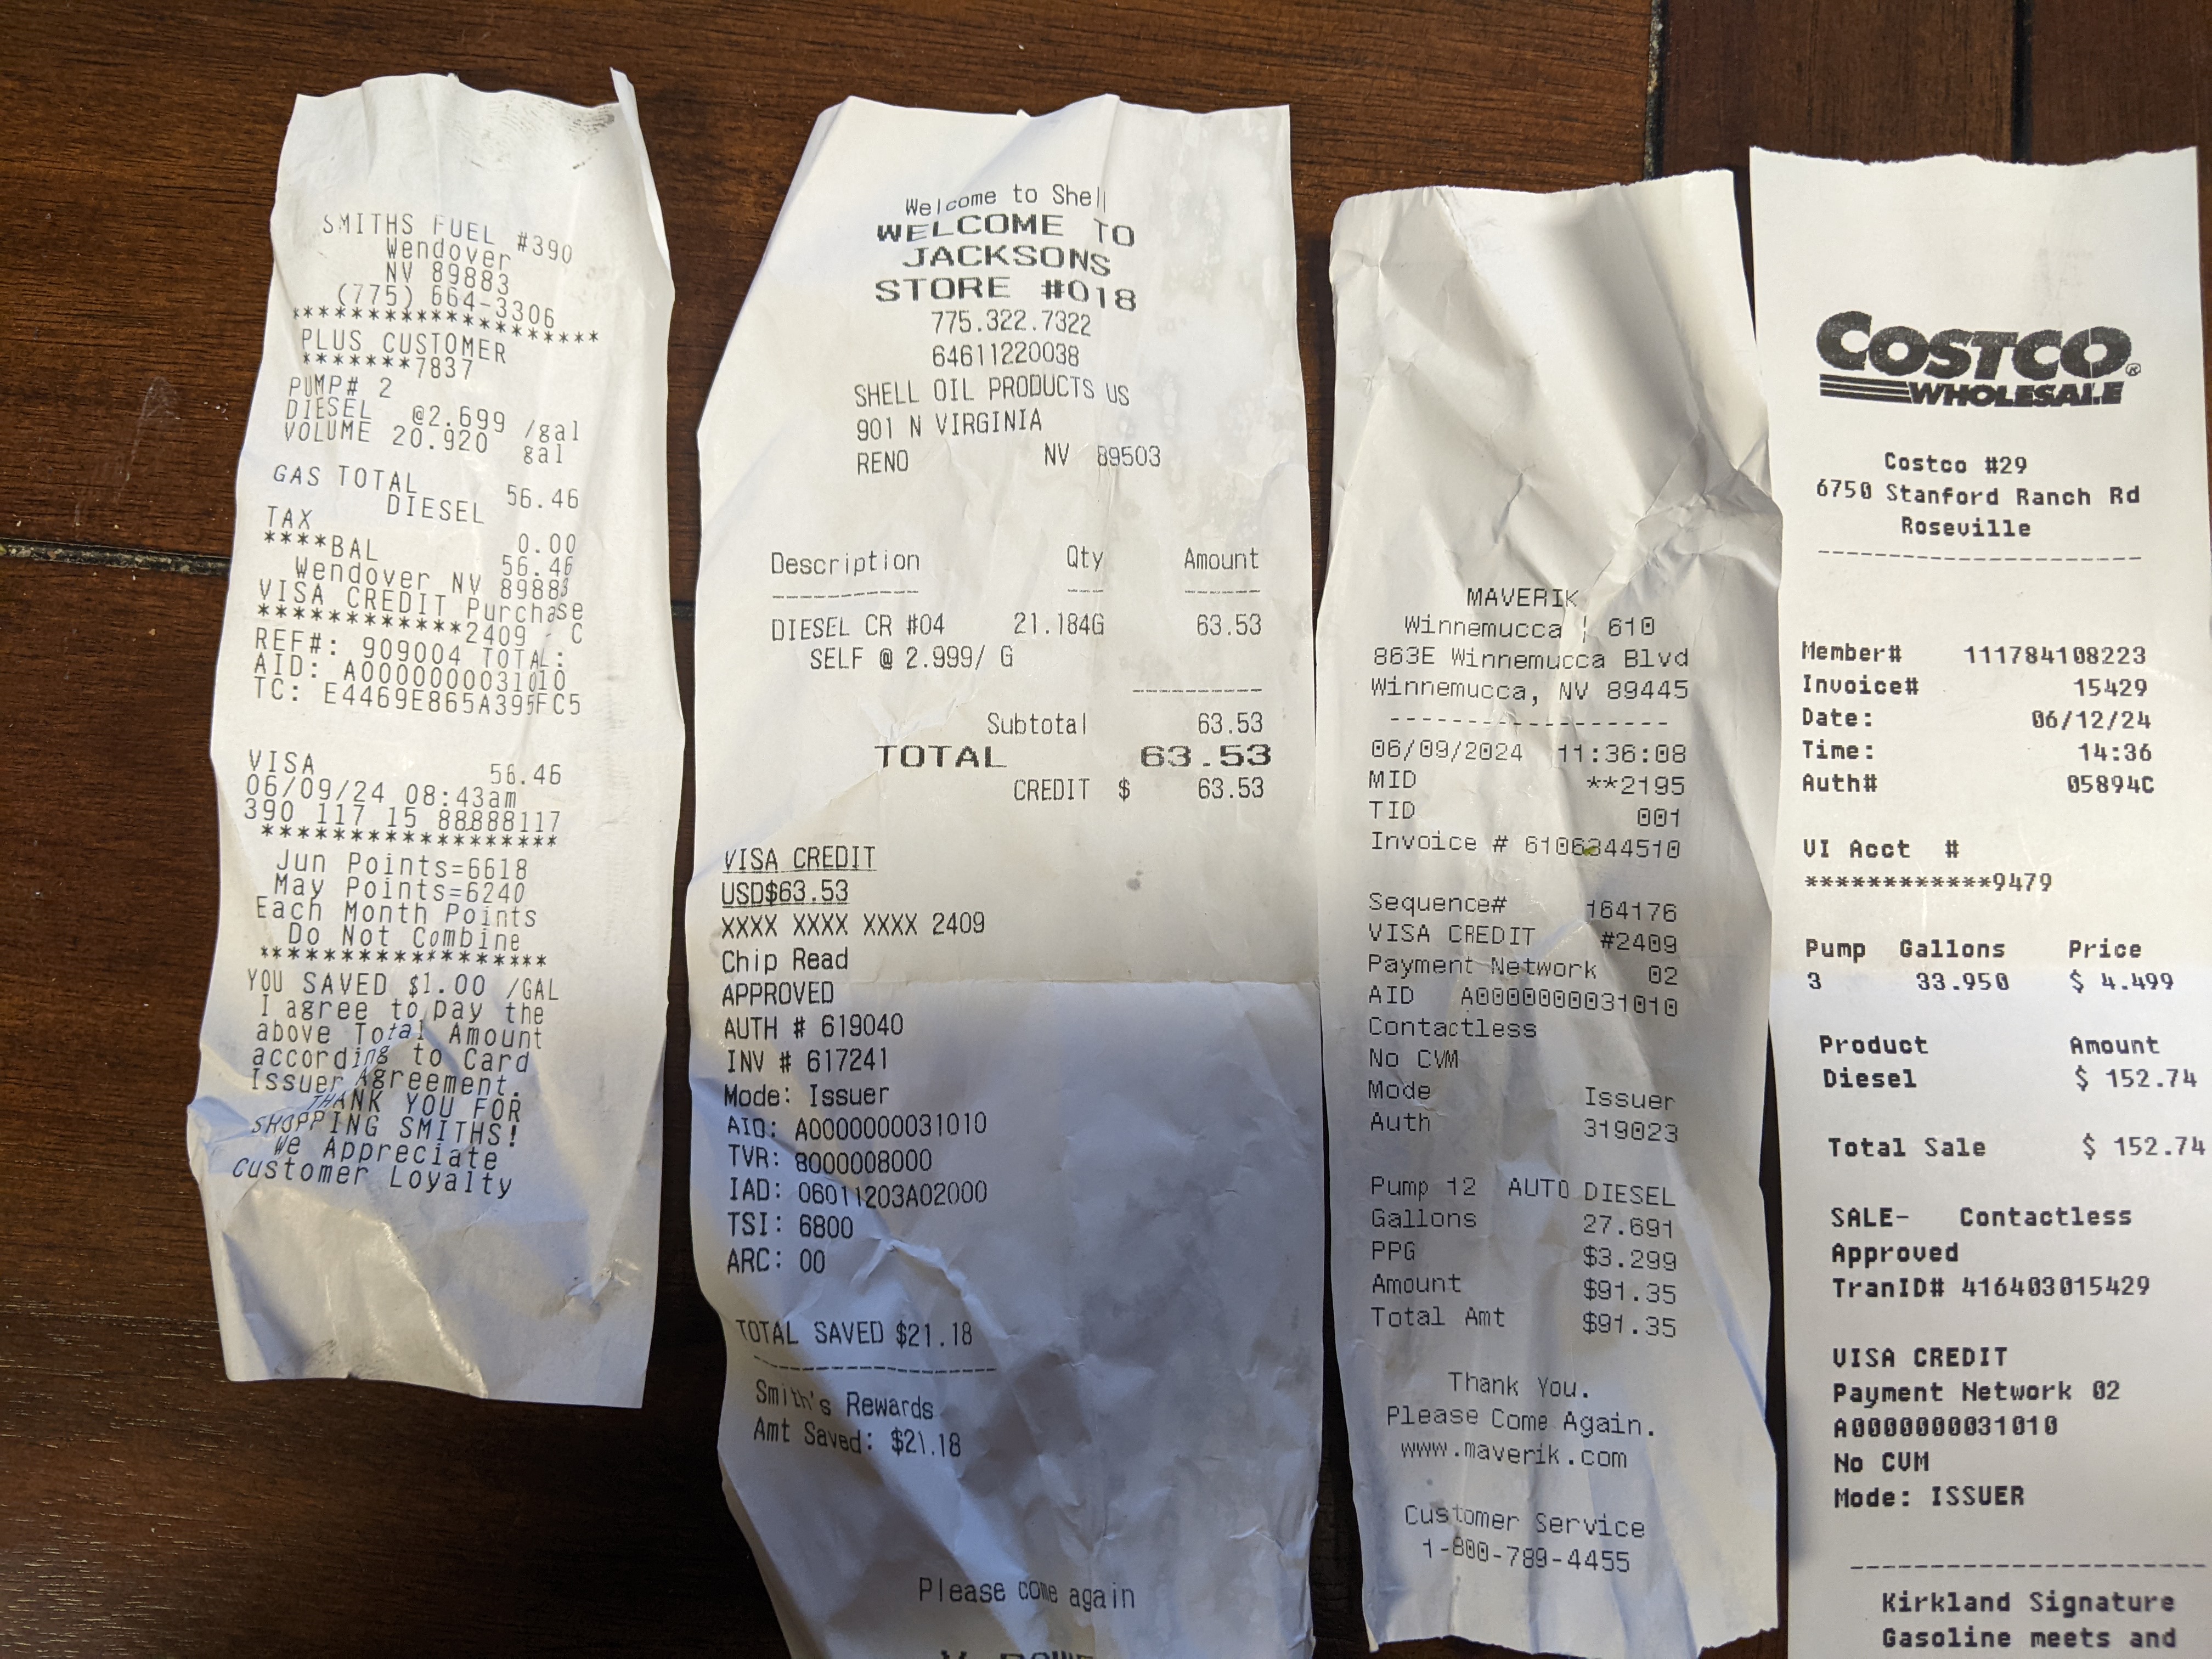 SMITHS FUEL #390
Wendover
NV 89883
(775) 664-3306
********************
PLUS CUSTOMER
*******7837
PUMP# 2
DIESEL @2.699 /gal
VOLUME 20.920 gal
GAS TOTAL 56.46
DIESEL
TAX 0.00
****BAL 56.46
Wendover NV 89883
VISA CREDIT Purchase
************2409 - C
REF#: 909004 TOTAL:
AID: A0000000031010
TC: E4469E865A395FC5
VISA 56.46
06/09/24 08:43am
390 117 15 88888117
******************
Jun Points=6618
May Points=6240
Each Month Points
Do Not Combine
******************
YOU SAVED $1.00 /GAL
I agree to pay the
above Total Amount
according to Card
Issuer Agreement.
THANK YOU FOR
SHOPPING SMITHS!
We Appreciate
Customer Loyalty
Welcome to Shell
WELCOME TO
JACKSONS
STORE #018
775.322.7322
64611220038
SHELL OIL PRODUCTS US
901 N VIRGINIA
RENO NV 89503
Description Qty Amount
DIESEL CR #04 21.184G 63.53
SELF @ 2.999/ G
Subtotal 63.53
TOTAL 63.53
CREDIT $ 63.53
VISA CREDIT
USD$63.53
XXXX XXXX XXXX 2409
Chip Read
APPROVED
AUTH # 619040
INV # 617241
Mode: Issuer
AID: A0000000031010
TVR: 8000008000
IAD: 06011203A02000
TSI: 6800
ARC: 00
TOTAL SAVED $21.18
Smith's Rewards
Amt Saved: $21.18
Please come again
MAVERIK
Winnemucca | 610
863E Winnemucca Blvd
Winnemucca, NV 89445
------------------
06/09/2024 11:36:08
MID **2195
TID 001
Invoice # 6106344510
Sequence# 164176
VISA CREDIT #2409
Payment Network 02
AID A0000000031010
Contactless
No CVM
Mode Issuer
Auth 319023
Pump 12 AUTO DIESEL
Gallons 27.691
PPG $3.299
Amount $91.35
Total Amt $91.35
Thank You.
Please Come Again.
www.maverik.com
Customer Service
1-800-789-4455
COSTCO
WHOLESALE
Costco #29
6750 Stanford Ranch Rd
Roseville
Member# 111784108223
Invoice# 15429
Date: 06/12/24
Time: 14:36
Auth# 05894C
VI Acct #
************9479
Pump Gallons Price
3 33.950 $ 4.499
Product Amount
Diesel $ 152.74
Total Sale $ 152.74
SALE- Contactless
Approved
TranID# 416403015429
VISA CREDIT
Payment Network 02
A0000000031010
No CVM
Mode: ISSUER
Kirkland Signature
Gasoline meets and